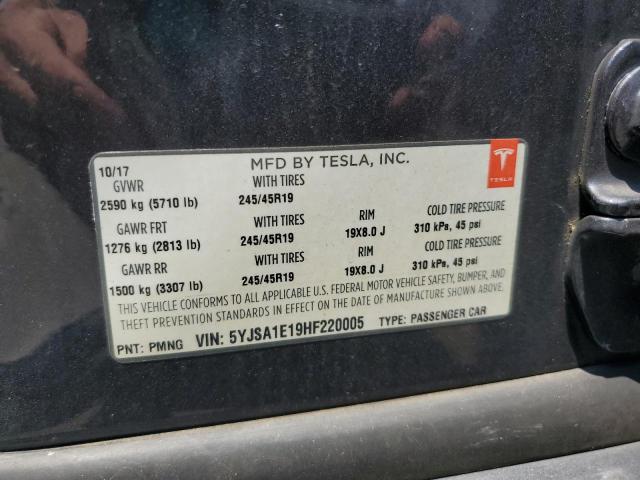 10/17 MFD BY TESLA, INC.
GVWR WITH TIRES TESLA
2590 kg (5710 lb) 245/45R19
GAWR FRT WITH TIRES RIM COLD TIRE PRESSURE
1276 kg (2813 lb) 245/45R19 19X8.0 J 310 kPa, 45 psi
GAWR RR WITH TIRES RIM COLD TIRE PRESSURE
1500 kg (3307 lb) 245/45R19 19X8.0 J 310 kPa, 45 psi
THIS VEHICLE CONFORMS TO ALL APPLICABLE U.S. FEDERAL MOTOR VEHICLE SAFETY, BUMPER, AND
THEFT PREVENTION STANDARDS IN EFFECT ON THE DATE OF MANUFACTURE SHOWN ABOVE.
PNT: PMNG VIN: 5YJSA1E19HF220005 TYPE: PASSENGER CAR